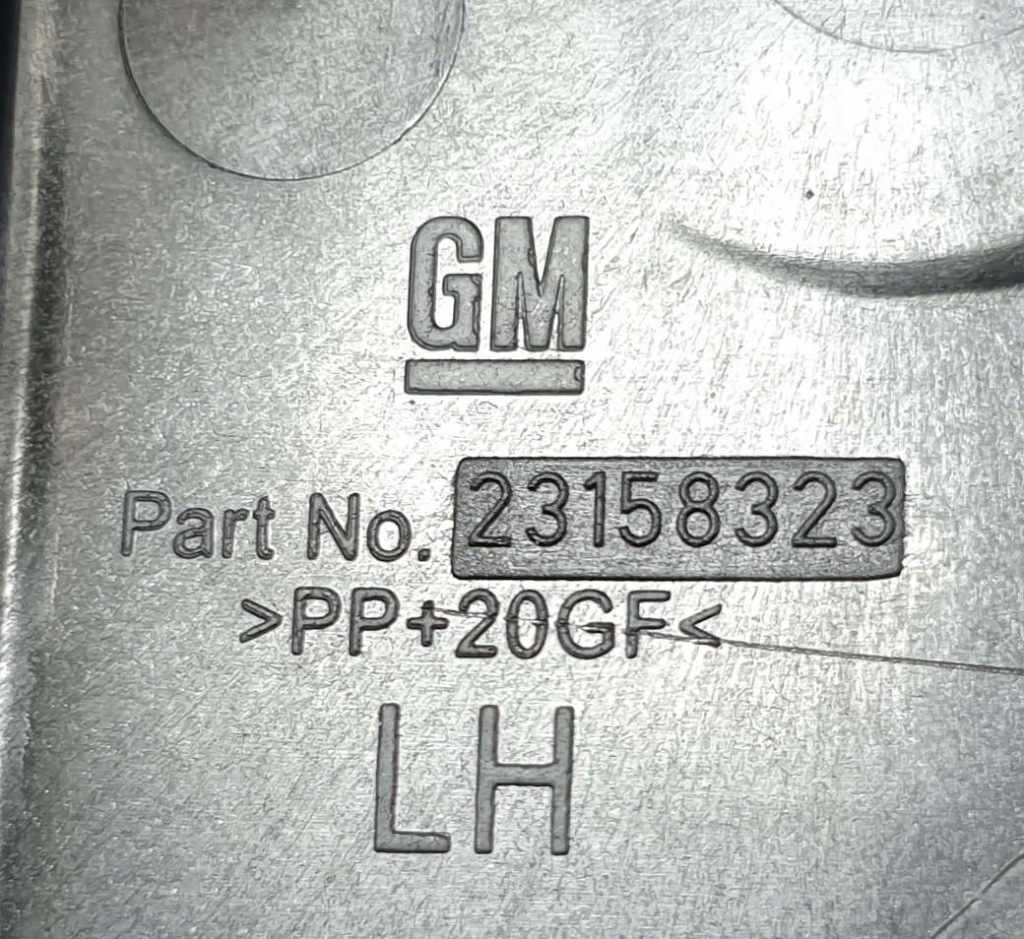 GM
Part No. 23158323
>PP+20GF<
LH